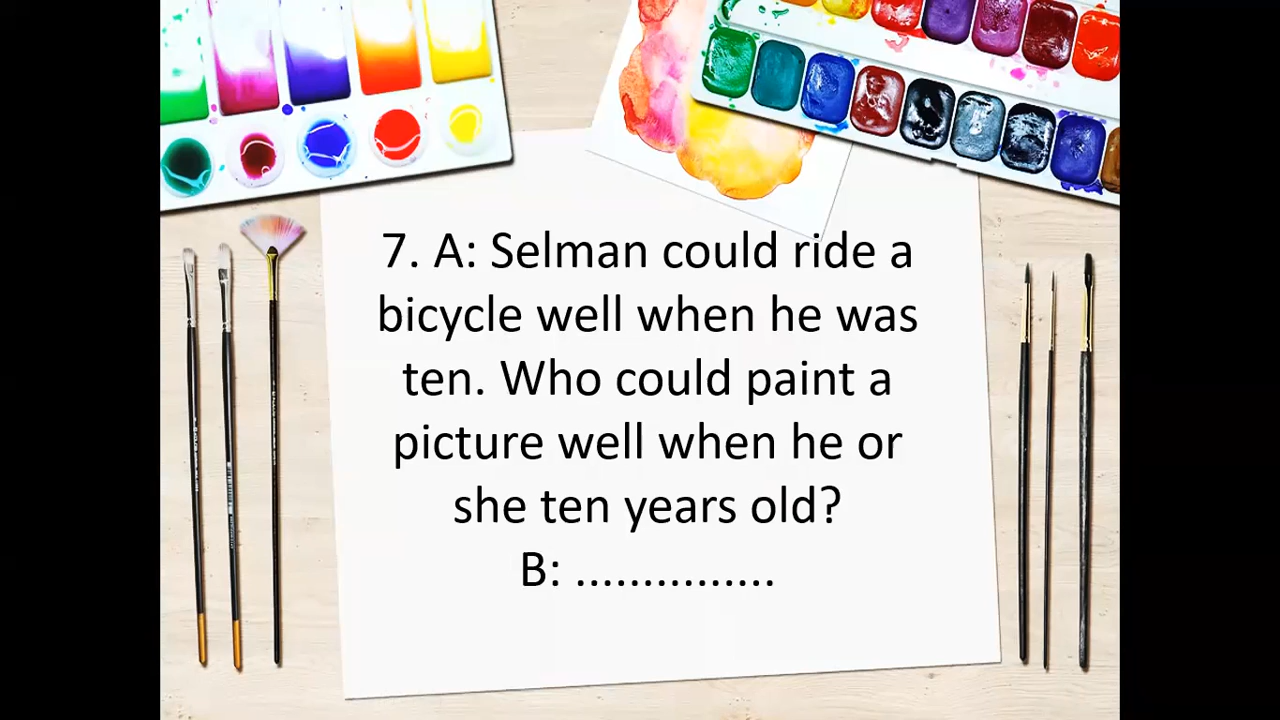 7. A: Selman could ride a
bicycle well when he was
ten. Who could paint a
picture well when he or
she ten years old?
B: ...............